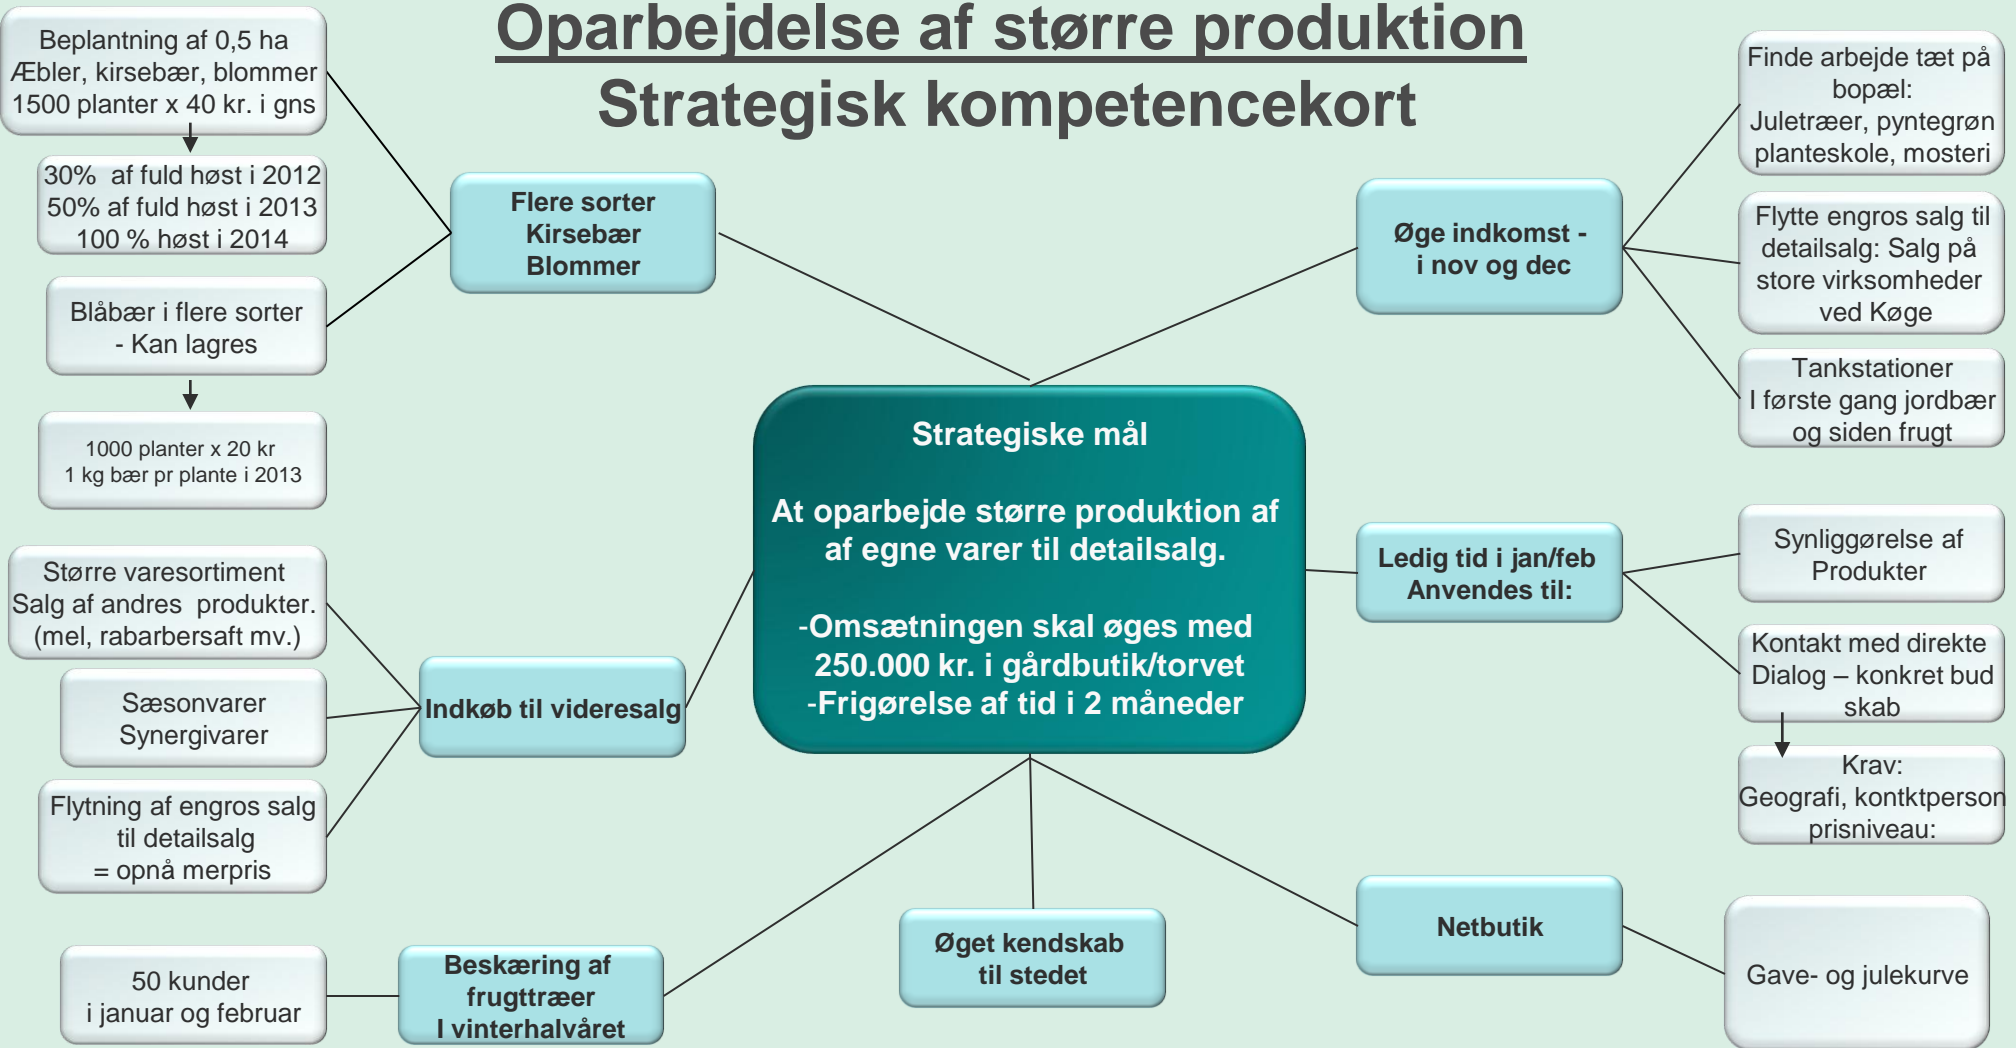 Oparbejdelse af større produktion
Strategisk kompetencekort
Beplantning af 0,5 ha
Æbler, kirsebær, blommer
1500 planter x 40 kr. i gns
30%  af fuld høst i 2012
50% af fuld høst i 2013
100 % høst i 2014
Blåbær i flere sorter
- Kan lagres
1000 planter x 20 kr
1 kg bær pr plante i 2013
Flere sorter
Kirsebær
Blommer
Større varesortiment
Salg af andres  produkter.
(mel, rabarbersaft mv.)
Sæsonvarer
Synergivarer
Flytning af engros salg
til detailsalg
= opnå merpris
Indkøb til videresalg
50 kunder
i januar og februar
Beskæring af
frugttræer
I vinterhalvåret
Strategiske mål
At oparbejde større produktion af
af egne varer til detailsalg.
-Omsætningen skal øges med
250.000 kr. i gårdbutik/torvet
-Frigørelse af tid i 2 måneder
Øget kendskab
til stedet
Øge indkomst -
i nov og dec
Finde arbejde tæt på
bopæl:
Juletræer, pyntegrøn
planteskole, mosteri
Flytte engros salg til
detailsalg: Salg på
store virksomheder
ved Køge
Tankstationer
I første gang jordbær
og siden frugt
Ledig tid i jan/feb
Anvendes til:
Synliggørelse af
Produkter
Kontakt med direkte
Dialog – konkret bud
skab
Krav:
Geografi, kontktperson
prisniveau:
Netbutik
Gave- og julekurve